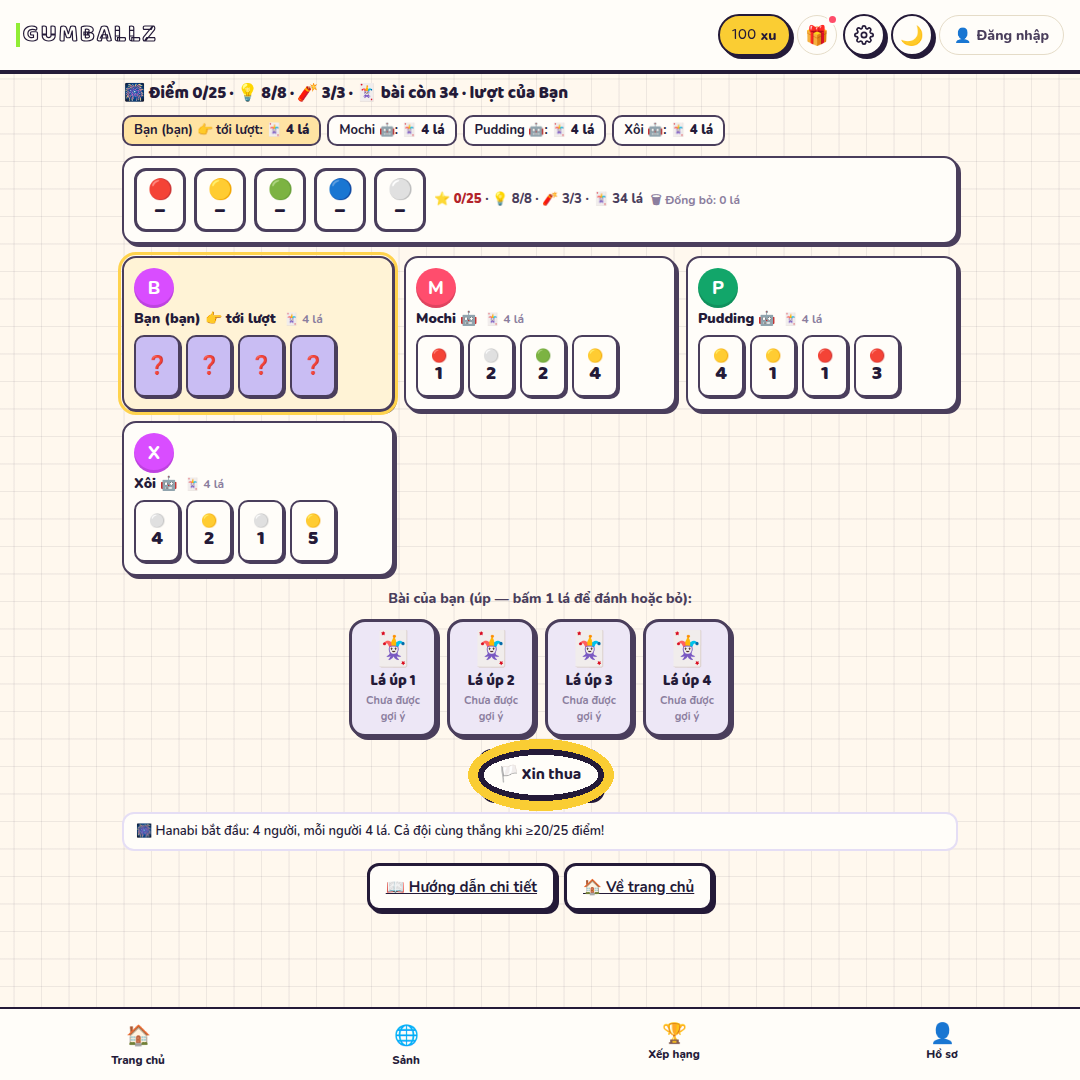 GUMBALLZ
100 xu
Đăng nhập
Điểm 0/25 · 8/8 · 3/3 · bài còn 34 · lượt của Bạn
Bạn (bạn) 👉 tới lượt: 🃏 4 lá
Mochi 🤖: 🃏 4 lá
Pudding 🤖: 🃏 4 lá
Xôi 🤖: 🃏 4 lá
– – – – –
⭐ 0/25 · 💡 8/8 · 🧨 3/3 · 🃏 34 lá 🗑 Đống bỏ: 0 lá
B
Bạn (bạn) 👉 tới lượt 🃏 4 lá
❓ ❓ ❓ ❓
M
Mochi 🤖 🃏 4 lá
1 2 2 4
P
Pudding 🤖 🃏 4 lá
4 1 1 3
X
Xôi 🤖 🃏 4 lá
4 2 1 5
Bài của bạn (úp — bấm 1 lá để đánh hoặc bỏ):
Lá úp 1
Chưa được
gợi ý
Lá úp 2
Chưa được
gợi ý
Lá úp 3
Chưa được
gợi ý
Lá úp 4
Chưa được
gợi ý
🏳️ Xin thua
🎆 Hanabi bắt đầu: 4 người, mỗi người 4 lá. Cả đội cùng thắng khi ≥20/25 điểm!
📖 Hướng dẫn chi tiết
🏠 Về trang chủ
Trang chủ
Sảnh
Xếp hạng
Hồ sơ